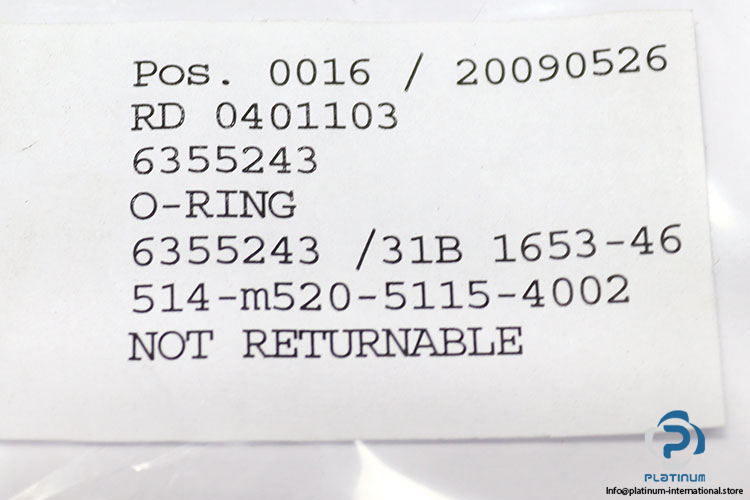 Pos. 0016 / 20090526
RD 0401103
6355243
O-RING
6355243 /31B 1653-46
514-m520-5115-4002
NOT RETURNABLE
PLATINUM
Info@platinum-international.store